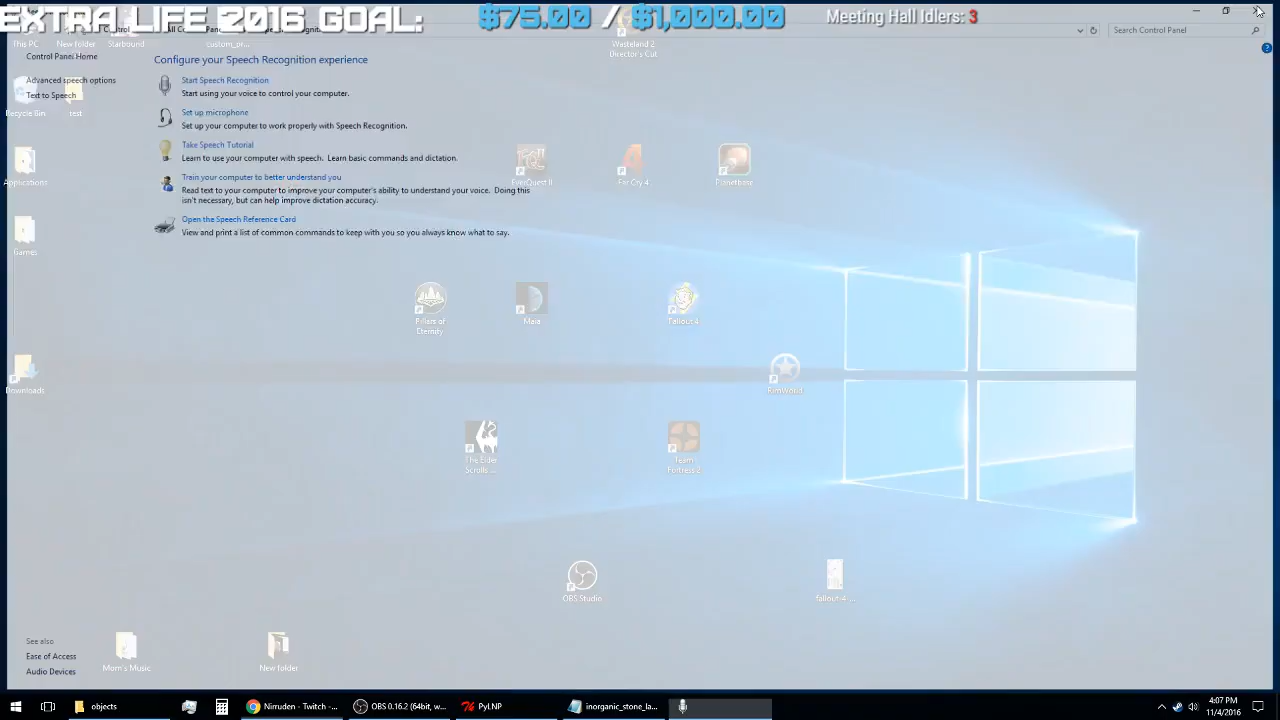 EXTRA LIFE 2016 GOAL: $75.00 / $1,000.00 Meeting Hall Idlers: 3
Search Control Panel
This PC New folder Starbound custom_pr...
Wasteland 2
Director's Cut
Control Panel Home
Configure your Speech Recognition experience
Advanced speech options
Text to Speech
Recycle Bin
test
Start Speech Recognition
Start using your voice to control your computer.
Set up microphone
Set up your computer to work properly with Speech Recognition.
Take Speech Tutorial
Learn to use your computer with speech. Learn basic commands and dictation.
Train your computer to better understand you
Read text to your computer to improve your computer's ability to understand your voice. Doing this
isn't necessary, but can help improve dictation accuracy.
Open the Speech Reference Card
View and print a list of common commands to keep with you so you always know what to say.
Applications
EverQuest II
Far Cry 4
Planetbase
Games
Pillars of
Eternity
Maia
Fallout 4
Downloads
RimWorld
The Elder
Scrolls ...
Team
Fortress 2
OBS Studio
fallout-4-...
See also
Ease of Access
Audio Devices
Mom's Music
New folder
objects
Nirruden - Twitch -...
OBS 0.16.2 (64bit, w...
PyLNP
inorganic_stone_la...
4:07 PM
11/4/2016